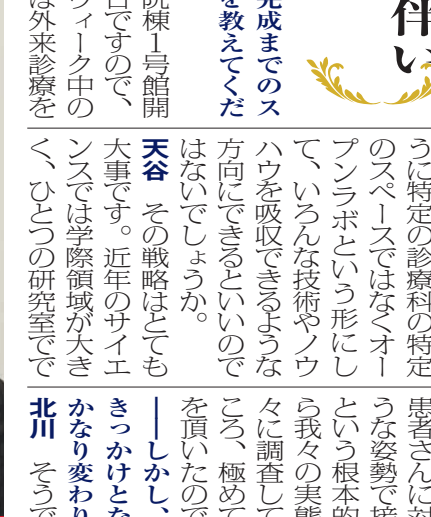 伴い
完成までのス
を教えてくだ
院棟1号館開
ですので、
ウィーク中の
は外来診療を
うに特定の診療科の特定
のスペースではなくオー
プンラボという形にし
て、いろんな技術やノウ
ハウを吸収できるような
方向にできるといいので
はないでしょうか。
天谷　その戦略はとても
大事です。近年のサイエ
ンスでは学際領域が大き
く、ひとつの研究室でで
患者さんに対
うな姿勢で接
という根本的
ら我々の実態
々に調査して
ころ、極めて
を頂いたので
――しかし、
きっかけとな
かなり変わり
北川　そうで